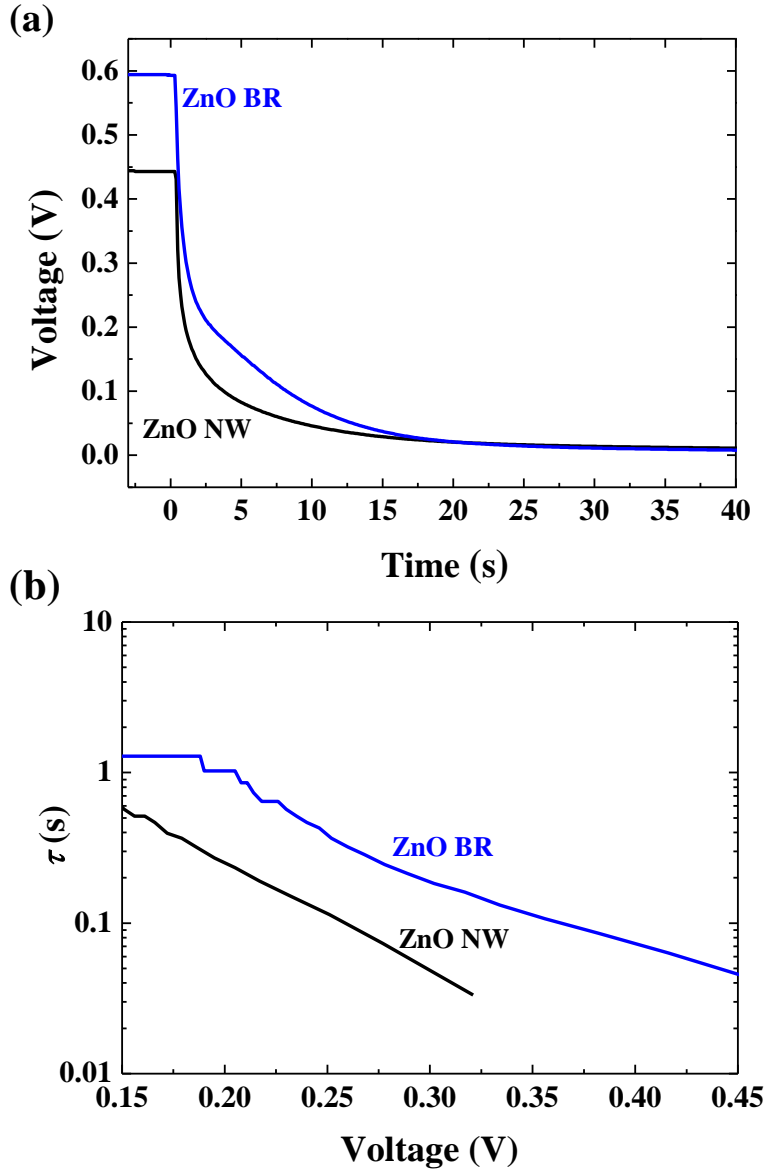 (a)
0.6
0.5
0.4
0.3
0.2
0.1
0.0
Voltage (V)
ZnO BR
ZnO NW
0 5 10 15 20 25 30 35 40
Time (s)
(b)
10
1
0.1
0.01
τ (s)
ZnO BR
ZnO NW
0.15 0.20 0.25 0.30 0.35 0.40 0.45
Voltage (V)